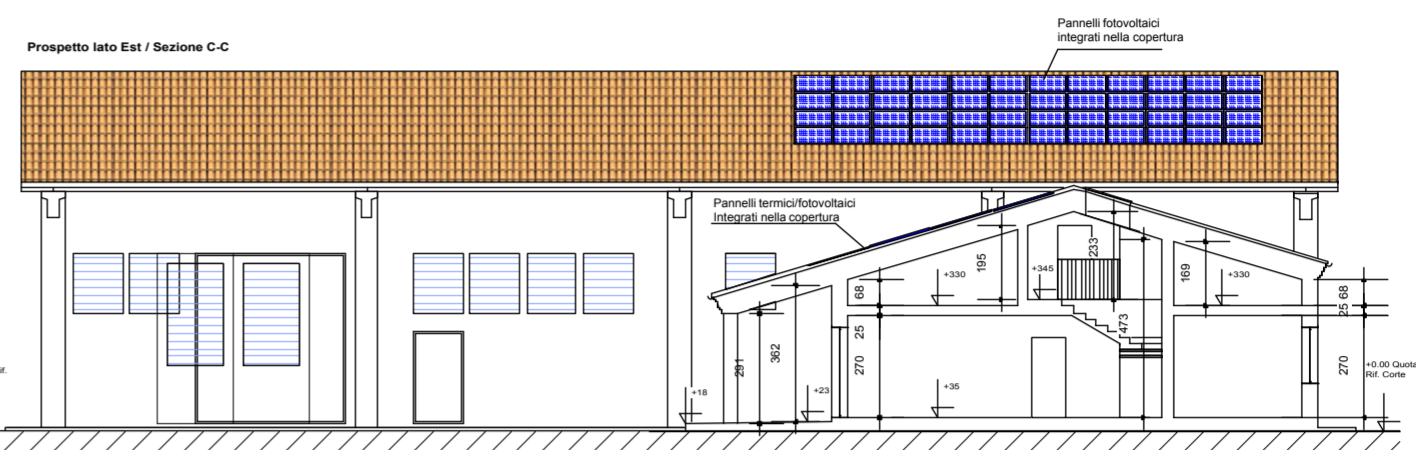 Pannelli fotovoltaici
integrati nella copertura
Prospetto lato Est / Sezione C-C
Pannelli termici/fotovoltaici
Integrati nella copertura
233
195
169
+330
+345
+330
68
68
25
473
25
291
362
270
270
+0.00 Quota
Rif. Corte
if.
+18
+23
+35